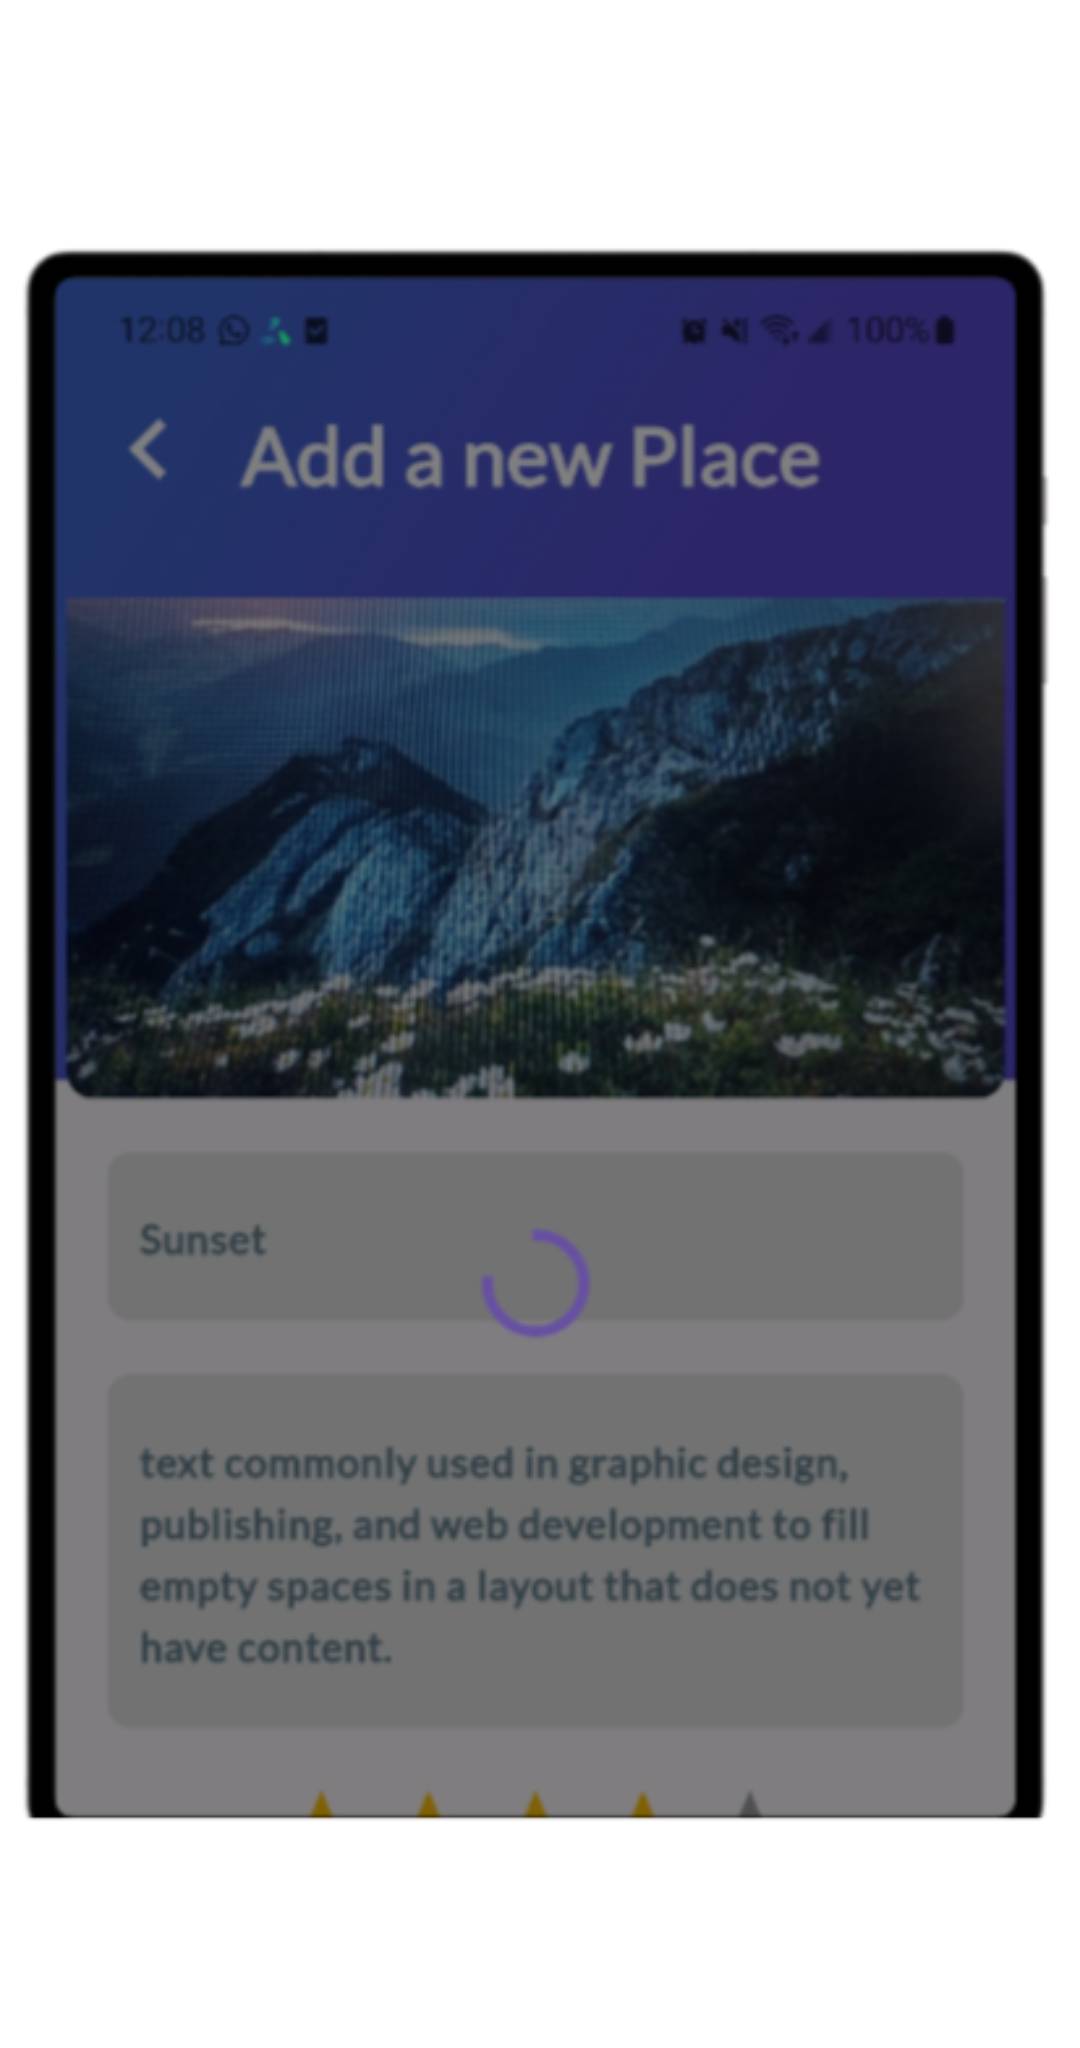 12:08 100%
Add a new Place
Sunset
text commonly used in graphic design,
publishing, and web development to fill
empty spaces in a layout that does not yet
have content.